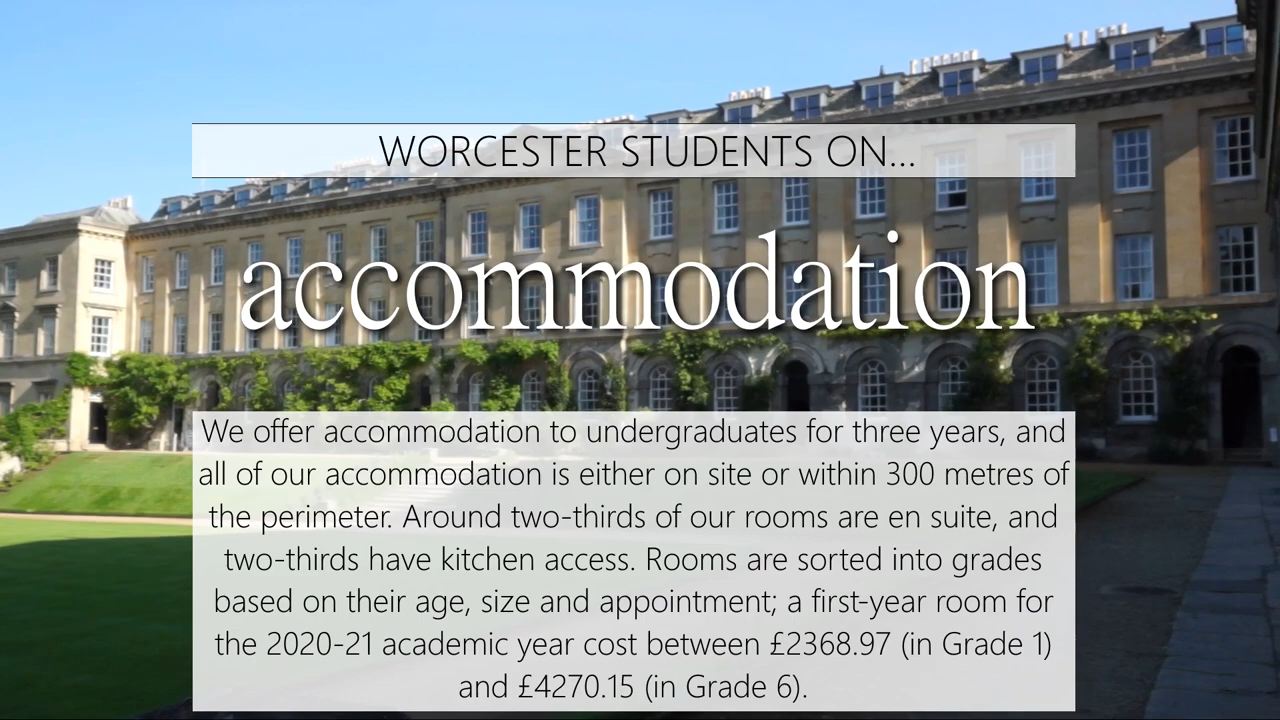 WORCESTER STUDENTS ON...
accommodation
We offer accommodation to undergraduates for three years, and
all of our accommodation is either on site or within 300 metres of
the perimeter. Around two-thirds of our rooms are en suite, and
two-thirds have kitchen access. Rooms are sorted into grades
based on their age, size and appointment; a first-year room for
the 2020-21 academic year cost between £2368.97 (in Grade 1)
and £4270.15 (in Grade 6).